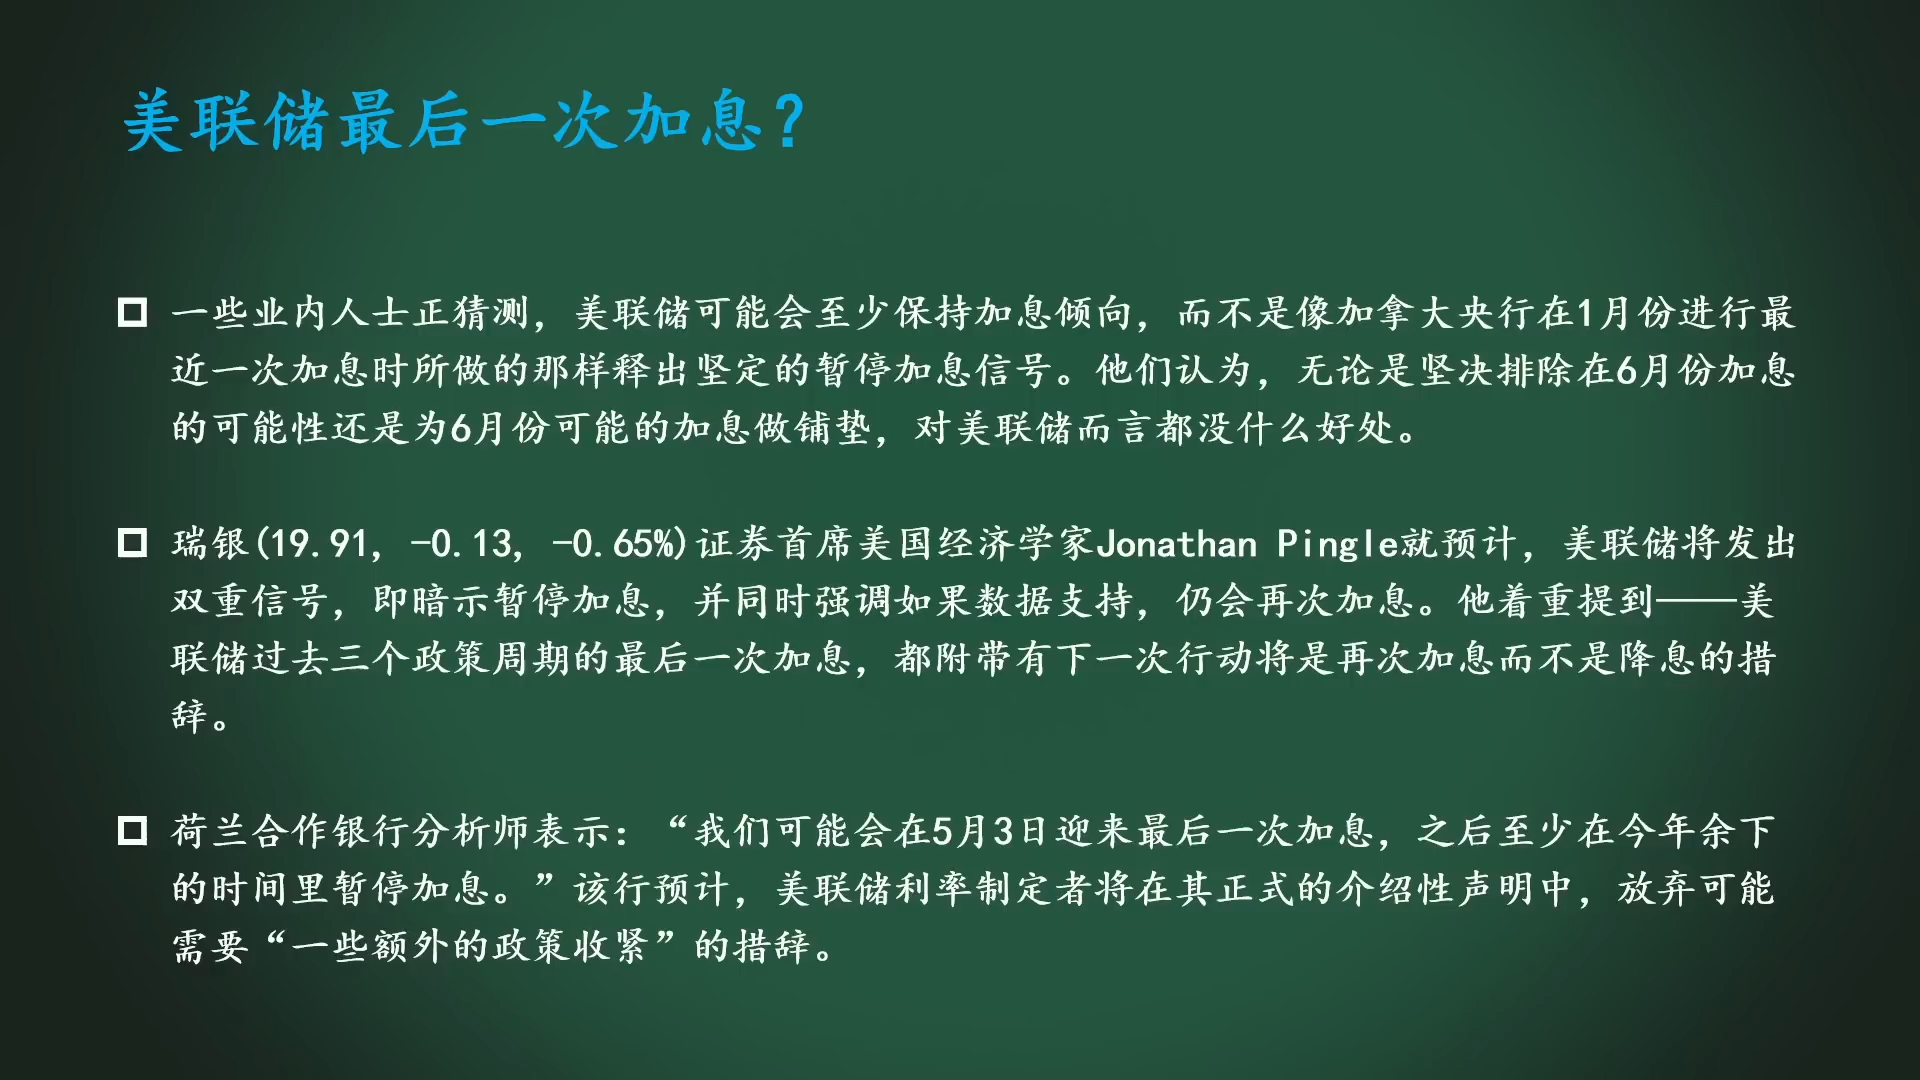 美联储最后一次加息？
一些业内人士正猜测，美联储可能会至少保持加息倾向，而不是像加拿大央行在1月份进行最
近一次加息时所做的那样释出坚定的暂停加息信号。他们认为，无论是坚决排除在6月份加息
的可能性还是为6月份可能的加息做铺垫，对美联储而言都没什么好处。
瑞银(19.91, -0.13, -0.65%)证券首席美国经济学家Jonathan Pingle就预计，美联储将发出
双重信号，即暗示暂停加息，并同时强调如果数据支持，仍会再次加息。他着重提到——美
联储过去三个政策周期的最后一次加息，都附带有下一次行动将是再次加息而不是降息的措
辞。
荷兰合作银行分析师表示：“我们可能会在5月3日迎来最后一次加息，之后至少在今年余下
的时间里暂停加息。”该行预计，美联储利率制定者将在其正式的介绍性声明中，放弃可能
需要“一些额外的政策收紧”的措辞。